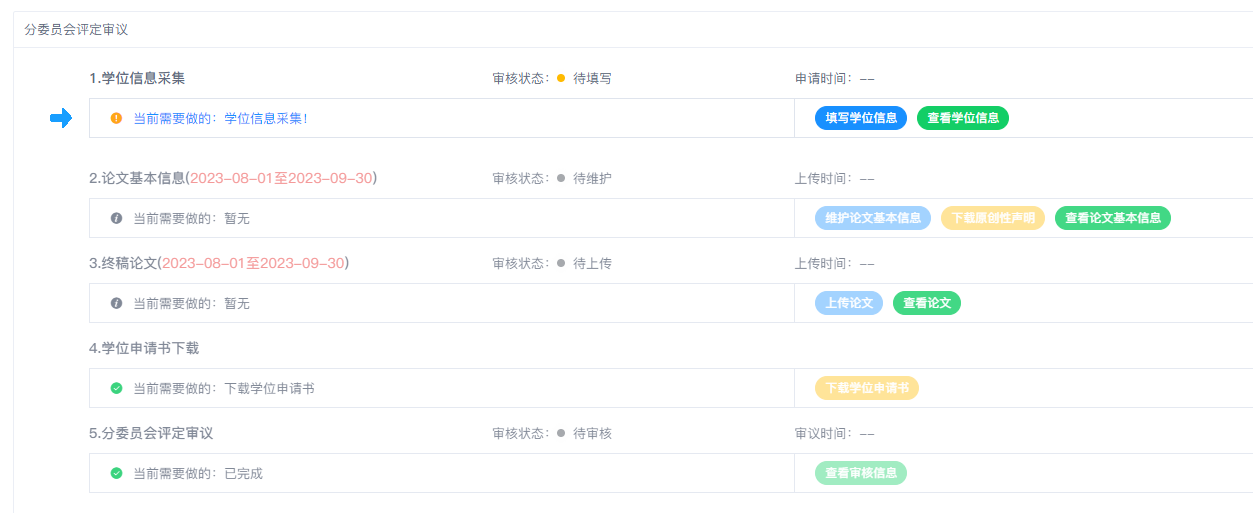 分委员会评定审议
1.学位信息采集 审核状态： 待填写 申请时间：--
当前需要做的：学位信息采集! 填写学位信息 查看学位信息
2.论文基本信息(2023-08-01至2023-09-30) 审核状态： 待维护 上传时间：--
当前需要做的：暂无 维护论文基本信息 下载原创性声明 查看论文基本信息
3.终稿论文(2023-08-01至2023-09-30) 审核状态： 待上传 上传时间：--
当前需要做的：暂无 上传论文 查看论文
4.学位申请书下载
当前需要做的：下载学位申请书 下载学位申请书
5.分委员会评定审议 审核状态： 待审核 审议时间：--
当前需要做的：已完成 查看审核信息